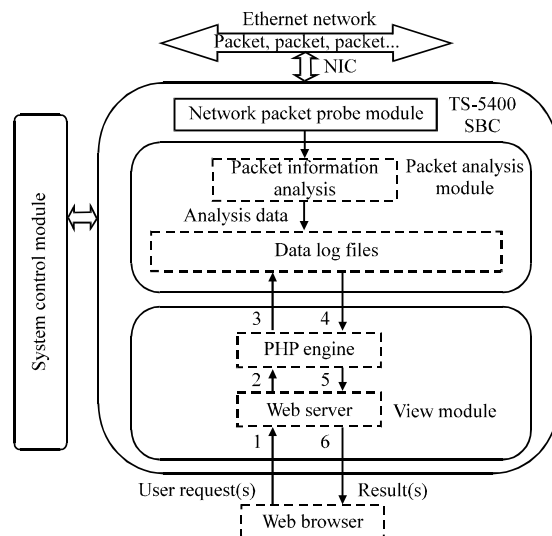 Ethernet network
Packet, packet, packet...
NIC
TS-5400
SBC
Network packet probe module
Packet information
analysis
Packet analysis
module
Analysis data
Data log files
System control module
3
4
PHP engine
2
5
Web server
View module
1
6
User request(s)
Result(s)
Web browser